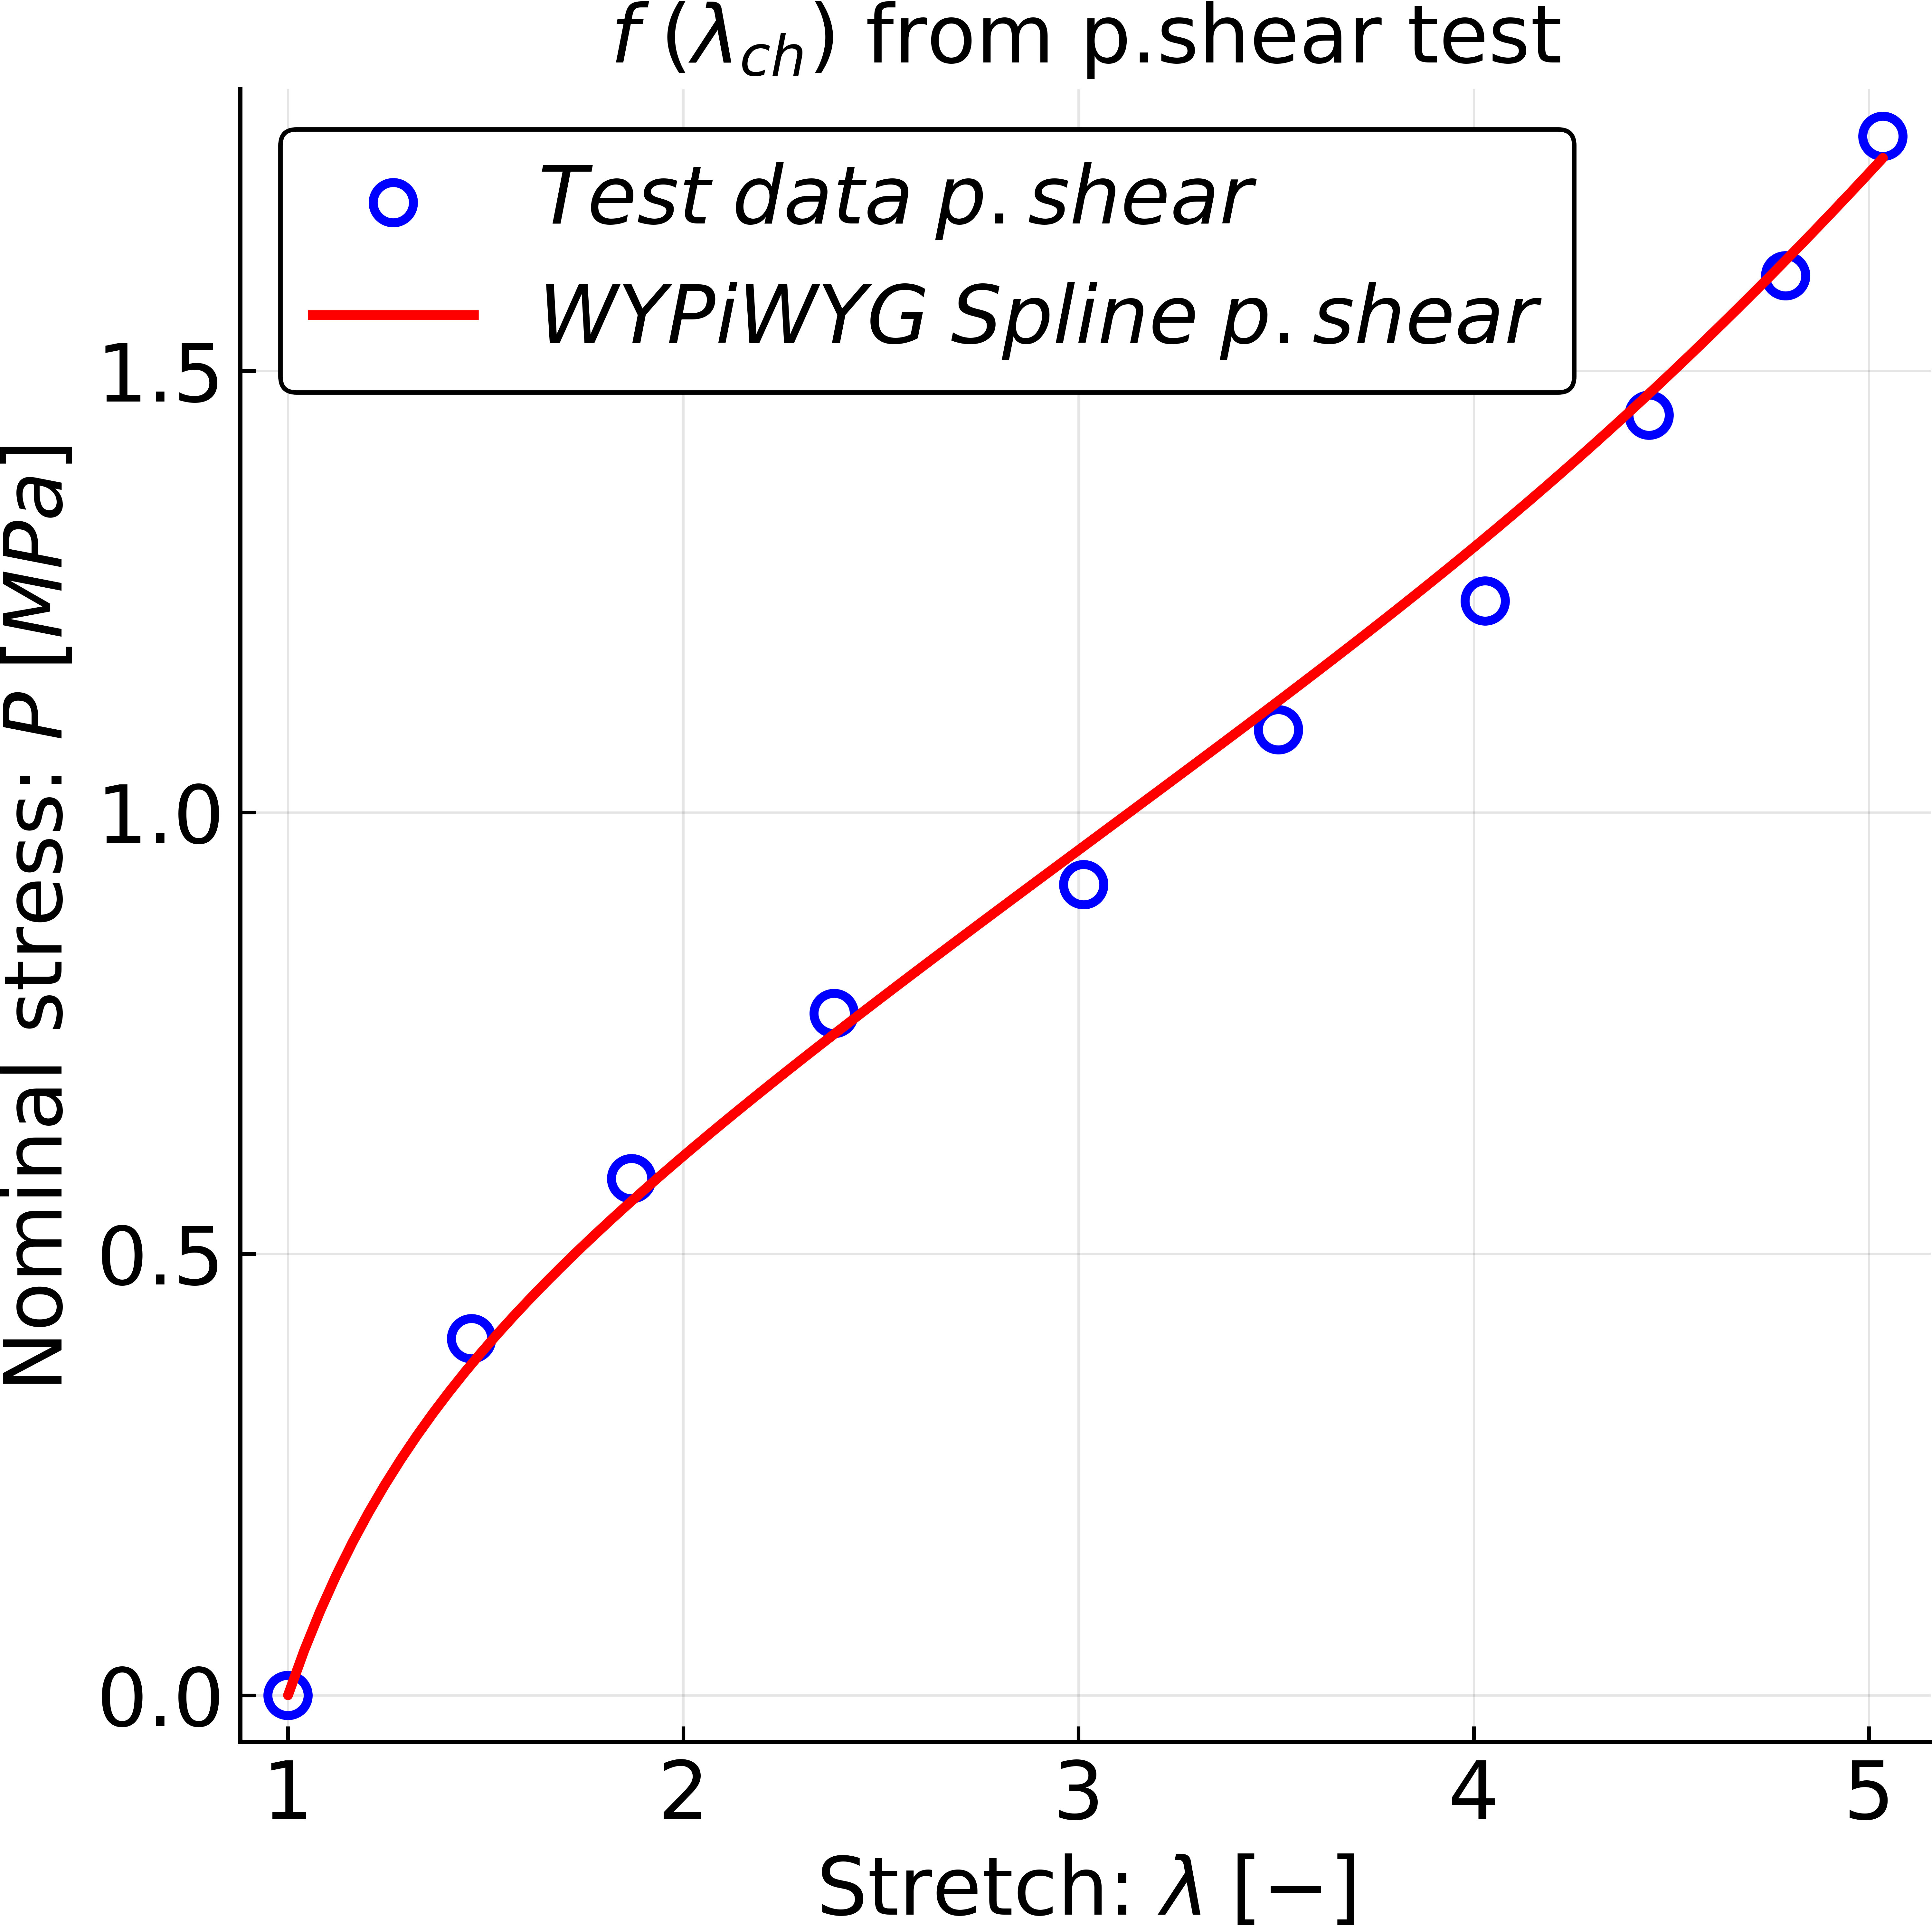 f (λ_ch) from p.shear test
Test data p. shear
WYPiWYG Spline p. shear
Nominal stress: P [MPa]
1.5
1.0
0.5
0.0
1 2 3 4 5
Stretch: λ [−]